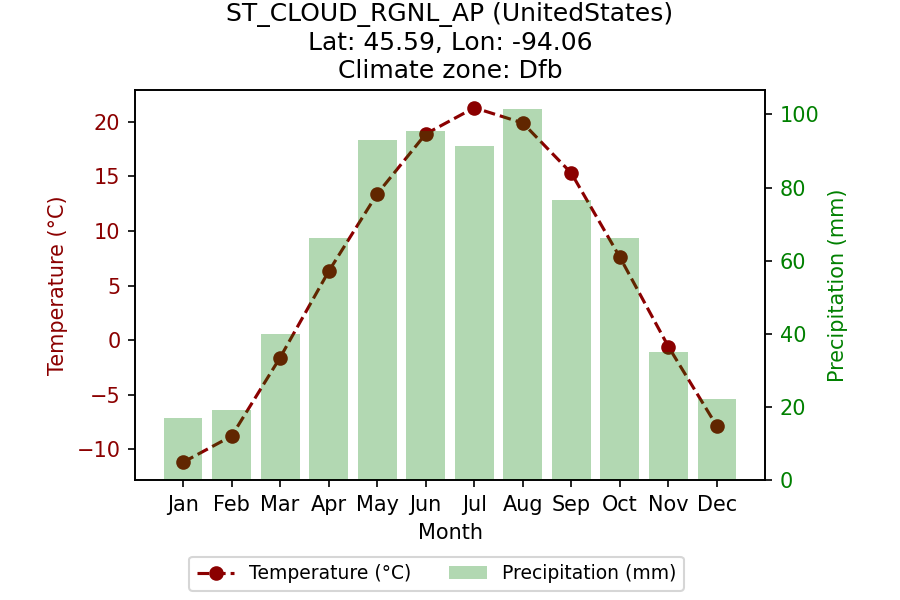 ST_CLOUD_RGNL_AP (UnitedStates)
Lat: 45.59, Lon: -94.06
Climate zone: Dfb
Temperature (°C)
20
15
10
5
0
−5
−10
100
80
60
40
20
0
Precipitation (mm)
Jan Feb Mar Apr May Jun Jul Aug Sep Oct Nov Dec
Month
Temperature (°C) Precipitation (mm)